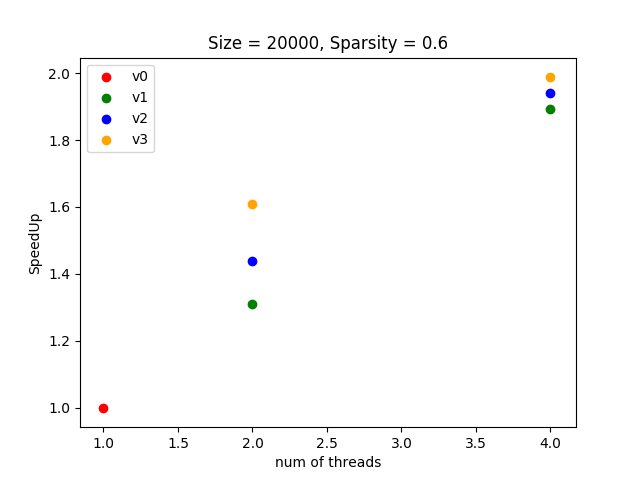 Size = 20000, Sparsity = 0.6
v0
v1
v2
v3
SpeedUp
2.0
1.8
1.6
1.4
1.2
1.0
1.0 1.5 2.0 2.5 3.0 3.5 4.0
num of threads